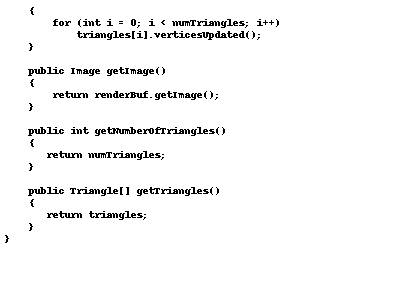 {
        for (int i = 0; i < numTriangles; i++)
            triangles[i].verticesUpdated();
    }

    public Image getImage()
    {
        return renderBuf.getImage();
    }

    public int getNumberOfTriangles()
    {
       return numTriangles;
    }

    public Triangle[] getTriangles()
    {
       return triangles;
    }
}